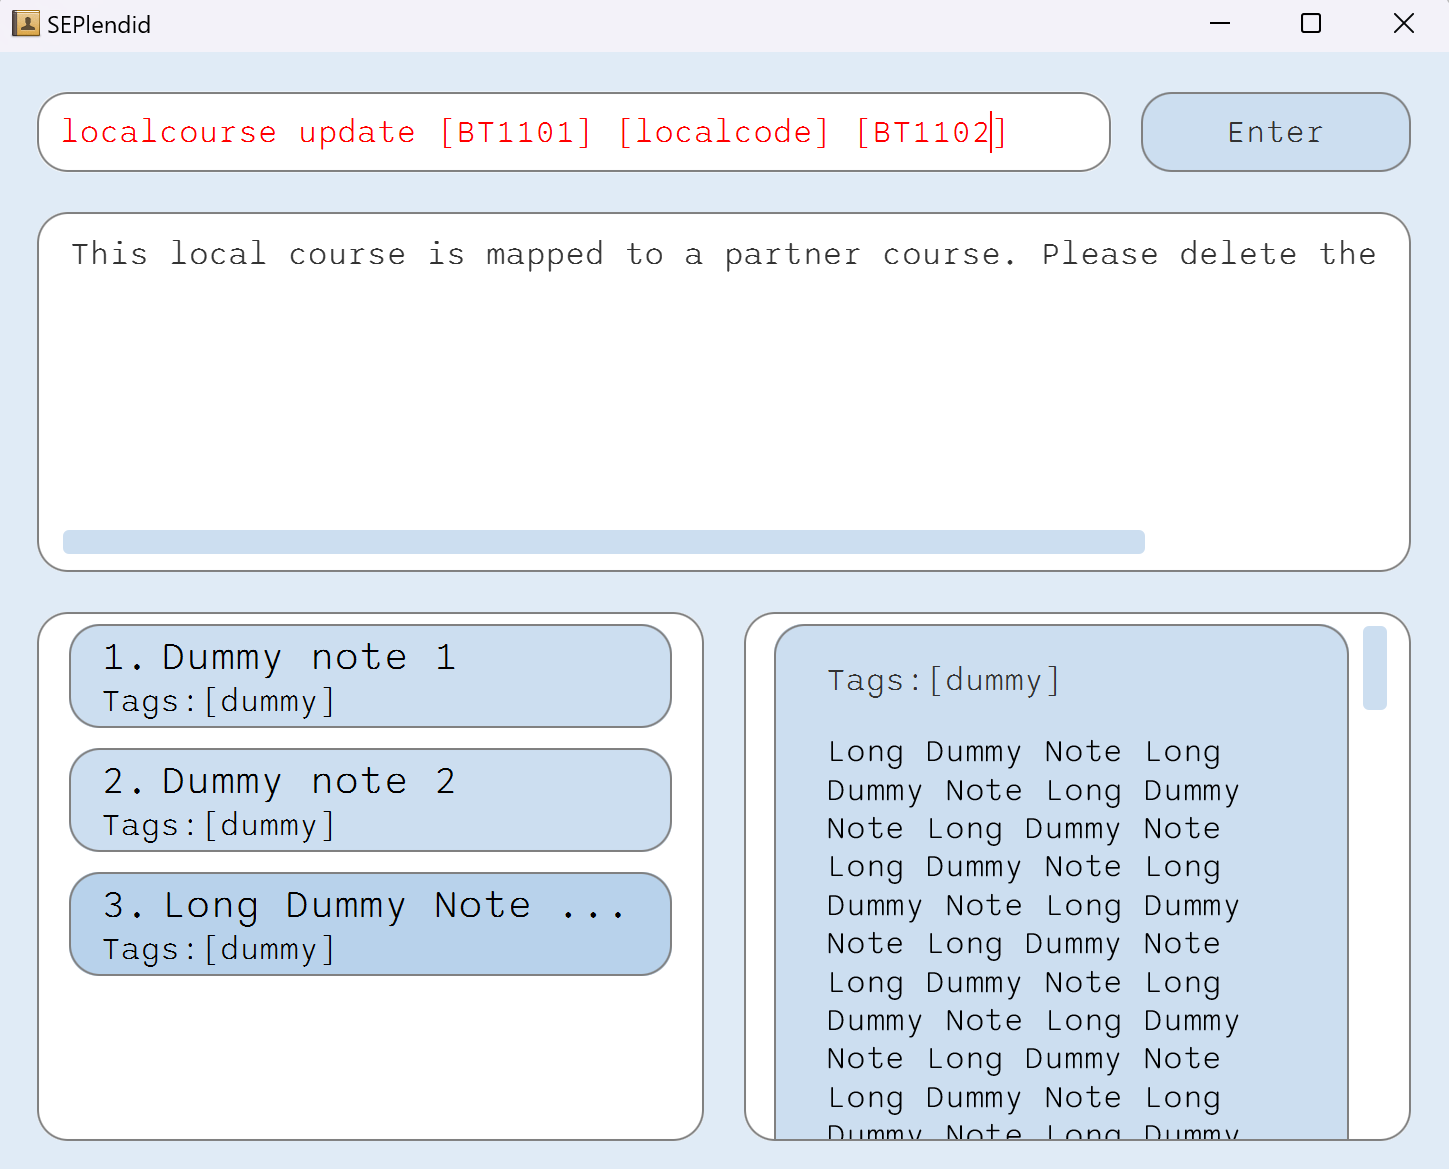 SEPlendid
localcourse update [BT1101] [localcode] [BT1102]
Enter
This local course is mapped to a partner course. Please delete the
1. Dummy note 1
Tags:[dummy]
2. Dummy note 2
Tags:[dummy]
3. Long Dummy Note ...
Tags:[dummy]
Tags:[dummy]
Long Dummy Note Long
Dummy Note Long Dummy
Note Long Dummy Note
Long Dummy Note Long
Dummy Note Long Dummy
Note Long Dummy Note
Long Dummy Note Long
Dummy Note Long Dummy
Note Long Dummy Note
Long Dummy Note Long
Dummy Note Long Dummy